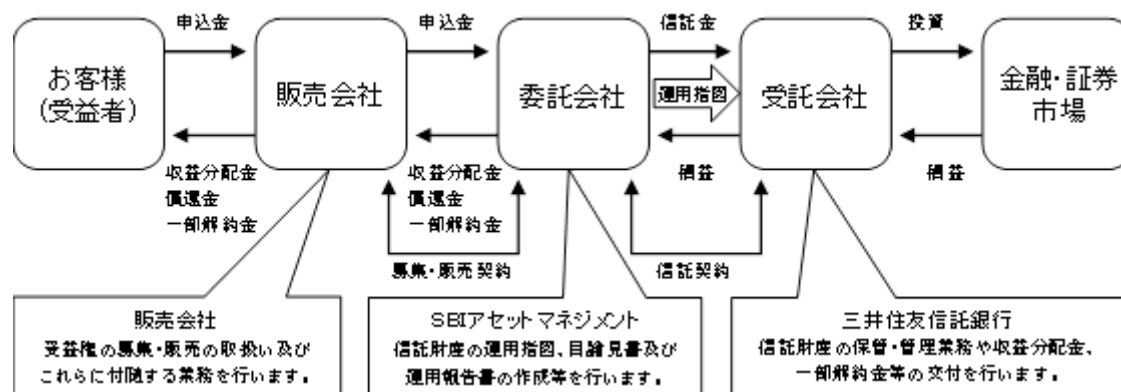 申込金
申込金
信託金
投資
お客様
(受益者)
販売会社
委託会社
運用指図
受託会社
金融・証券
市場
収益分配金
償還金
一部解約金
収益分配金
償還金
一部解約金
損益
損益
募集・販売契約
信託契約
販売会社
受益権の募集・販売の取扱い及び
これらに付随する業務を行います。
SBIアセットマネジメント
信託財産の運用指図、目論見書及び
運用報告書の作成等を行います。
三井住友信託銀行
信託財産の保管・管理業務や収益分配金、
一部解約金等の交付を行います。